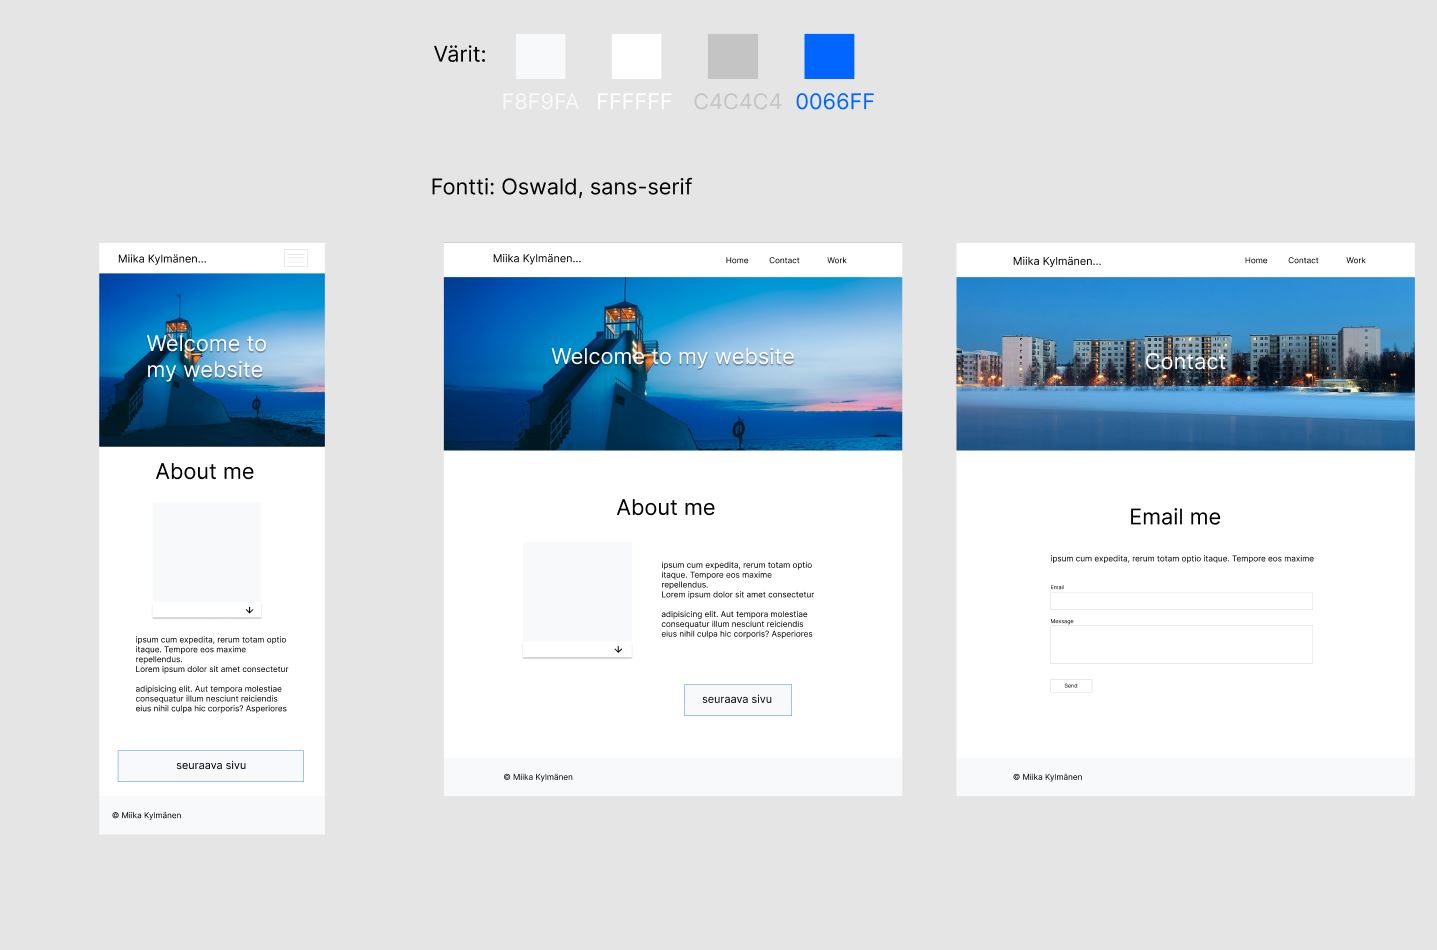 Värit:
F8F9FA
FFFFFF
C4C4C4
0066FF
Fontti: Oswald, sans-serif
Miika Kylmänen...
Welcome to
my website
About me
ipsum cum expedita, rerum totam optio
itaque. Tempore eos maxime
repellendus.
Lorem ipsum dolor sit amet consectetur
adipisicing elit. Aut tempora molestiae
consequatur illum nesciunt reiciendis
eius nihil culpa hic corporis? Asperiores
seuraava sivu
© Miika Kylmänen
Miika Kylmänen...
Home
Contact
Work
Welcome to my website
About me
ipsum cum expedita, rerum totam optio
itaque. Tempore eos maxime
repellendus.
Lorem ipsum dolor sit amet consectetur
adipisicing elit. Aut tempora molestiae
consequatur illum nesciunt reiciendis
eius nihil culpa hic corporis? Asperiores
seuraava sivu
© Miika Kylmänen
Miika Kylmänen...
Home
Contact
Work
Contact
Email me
ipsum cum expedita, rerum totam optio itaque. Tempore eos maxime
Email
Message
Send
© Miika Kylmänen